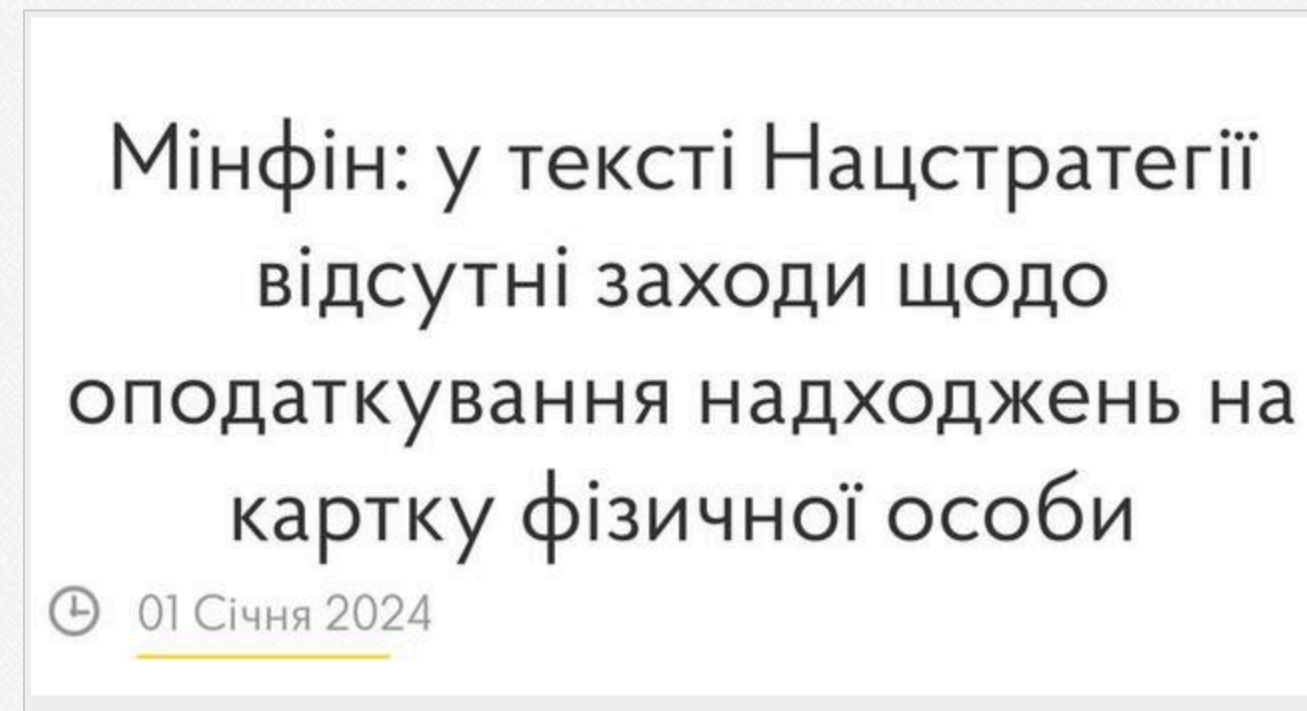 Мінфін: у тексті Нацстратегії
відсутні заходи щодо
оподаткування надходжень на
картку фізичної особи
01 Січня 2024